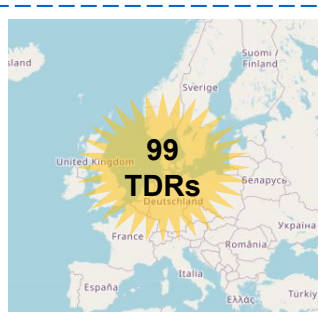 sland
Suomi /
Finland
Sverige
99
TDRs
United Kingdom
Беларусь
Deutschland
France
Україна
România
Italia
España
Ελλάς
Türkiy